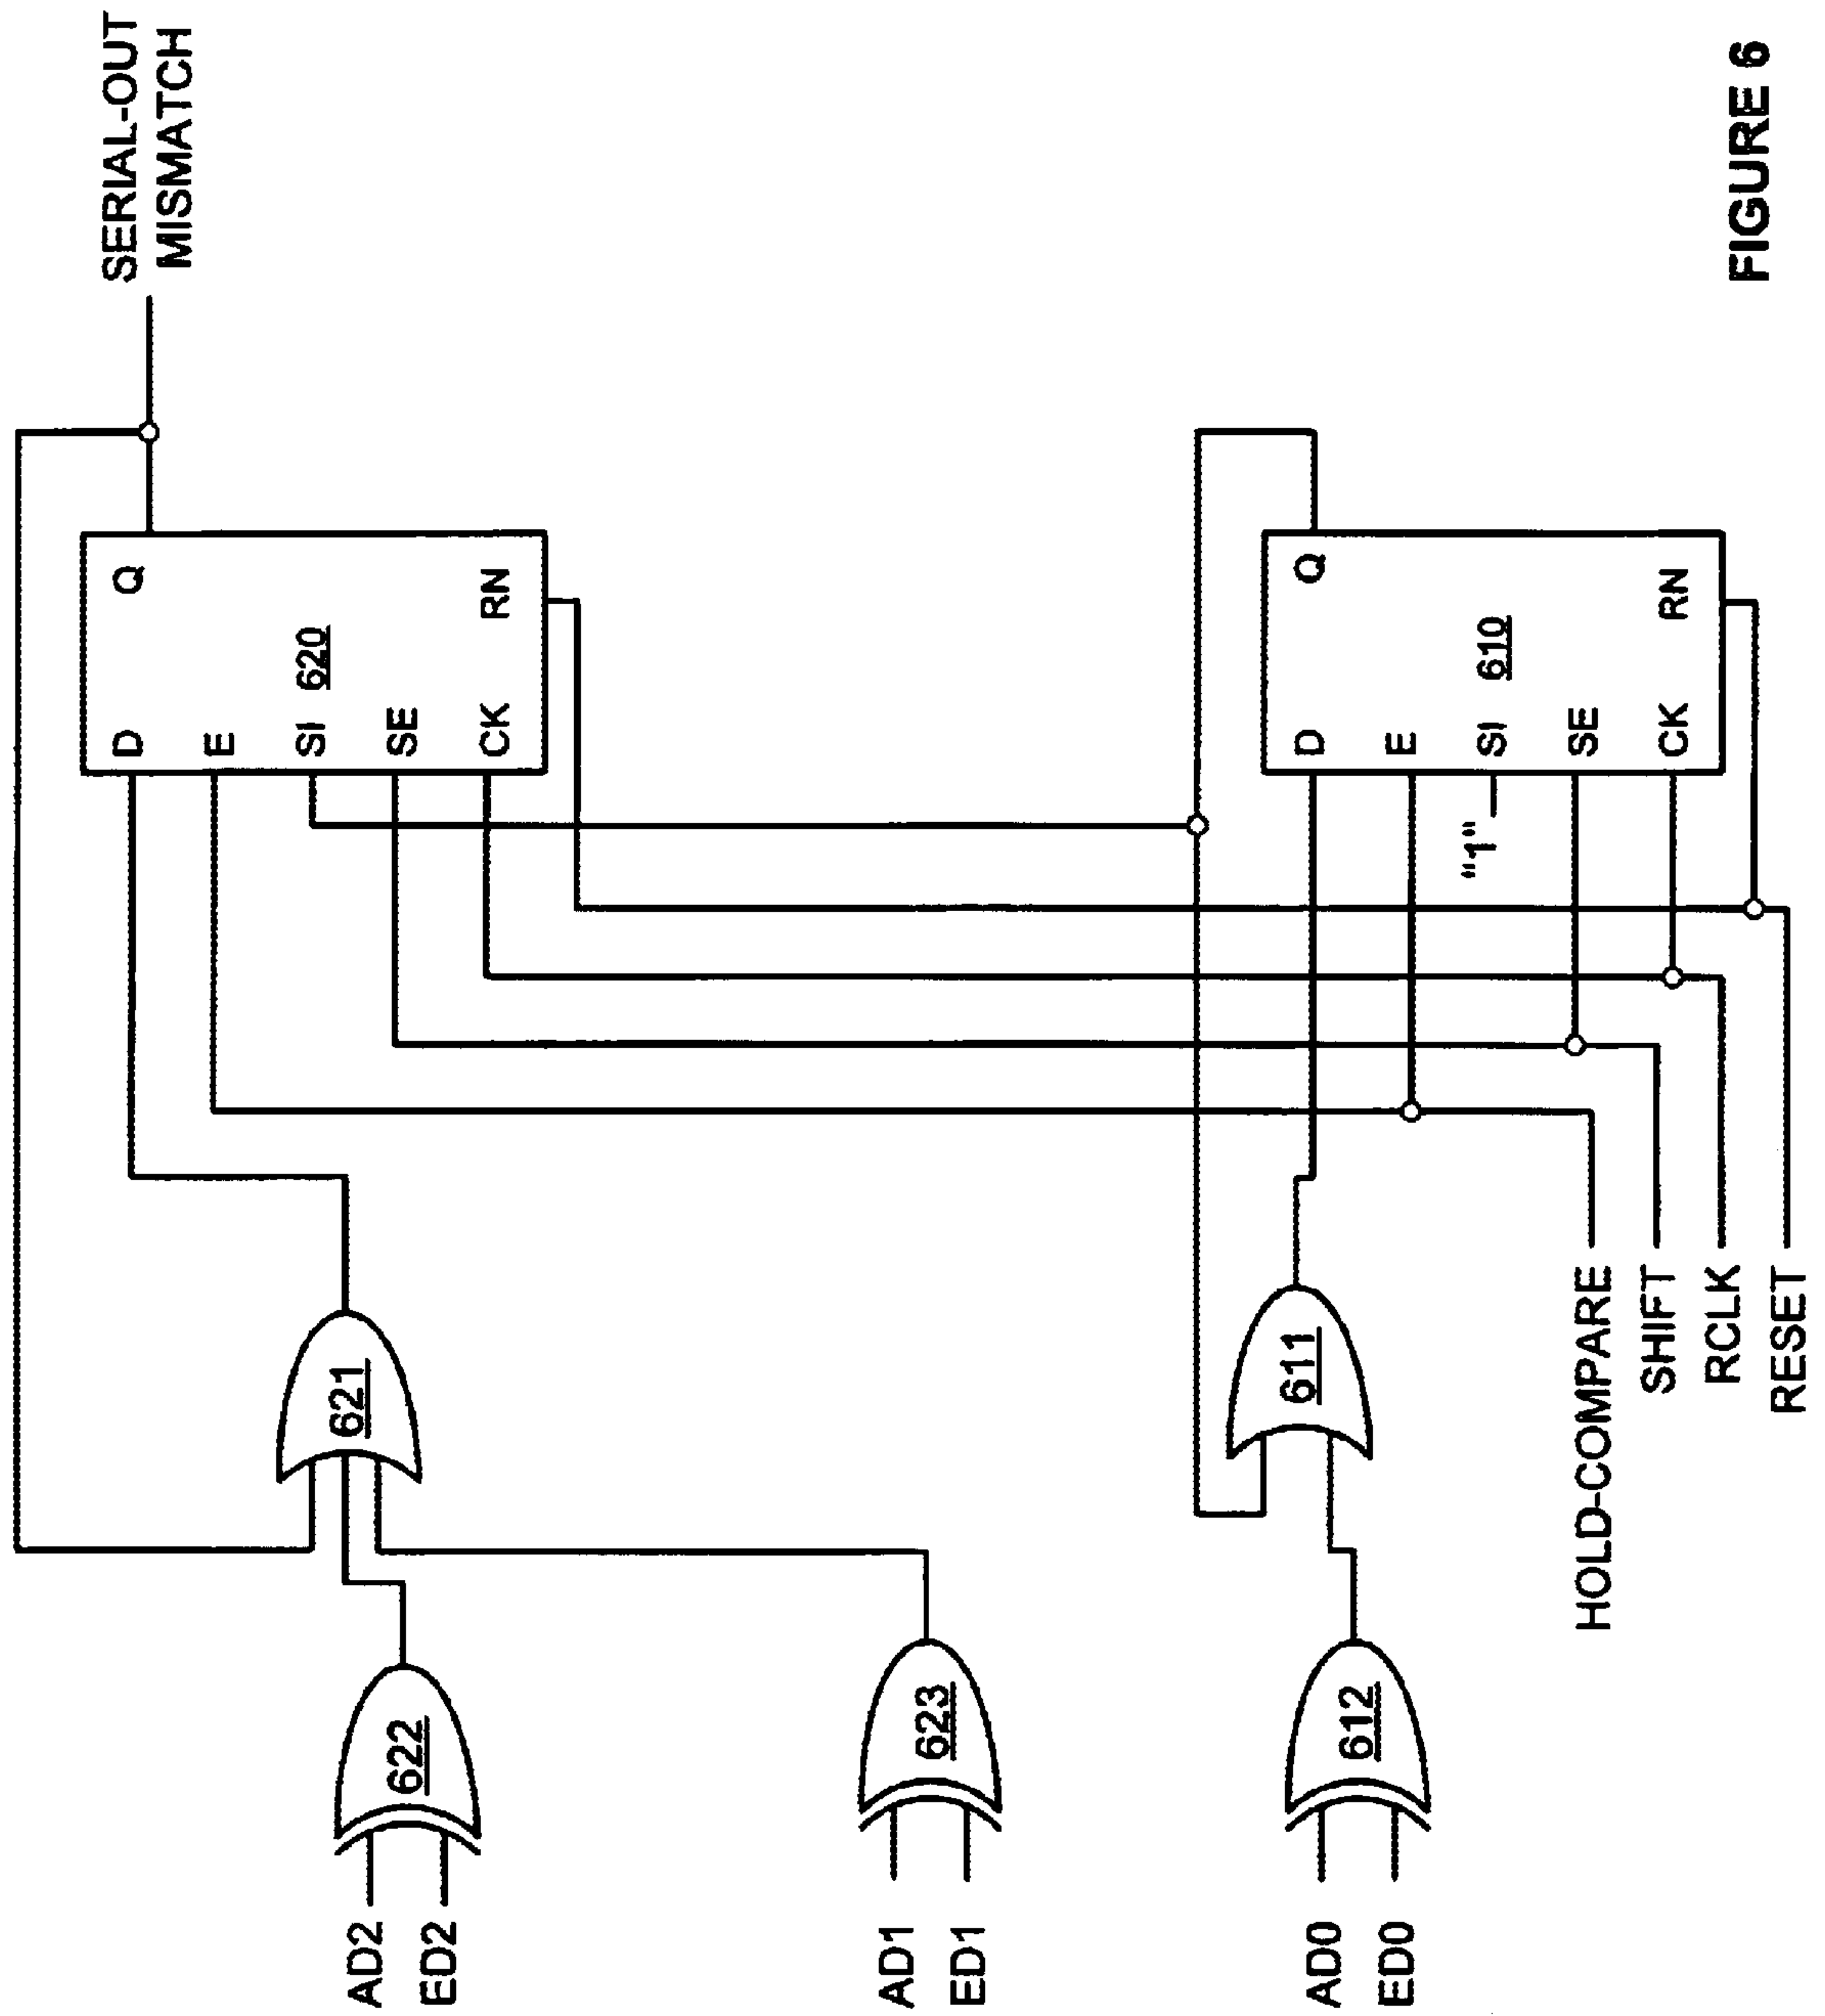 SERIAL-OUT
MISMATCH
D
Q
E
SI
620
SE
CK
RN
621
622
AD2
ED2
623
AD1
ED1
D
Q
E
"1"
SI
610
SE
CK
RN
611
612
AD0
ED0
HOLD-COMPARE
SHIFT
RCLK
RESET
FIGURE 6